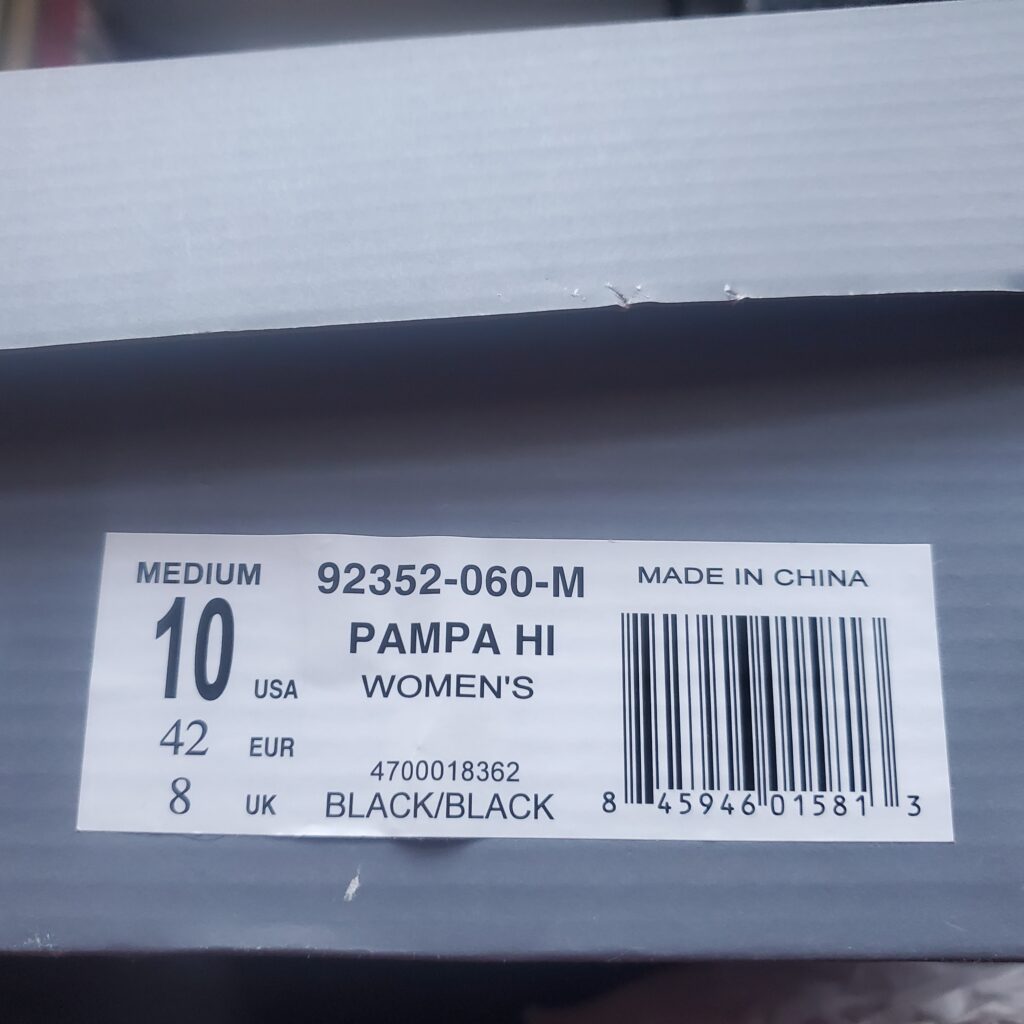 MEDIUM
10 USA
42 EUR
8 UK
92352-060-M
PAMPA HI
WOMEN'S
4700018362
BLACK/BLACK
MADE IN CHINA
8 45946 01581 3